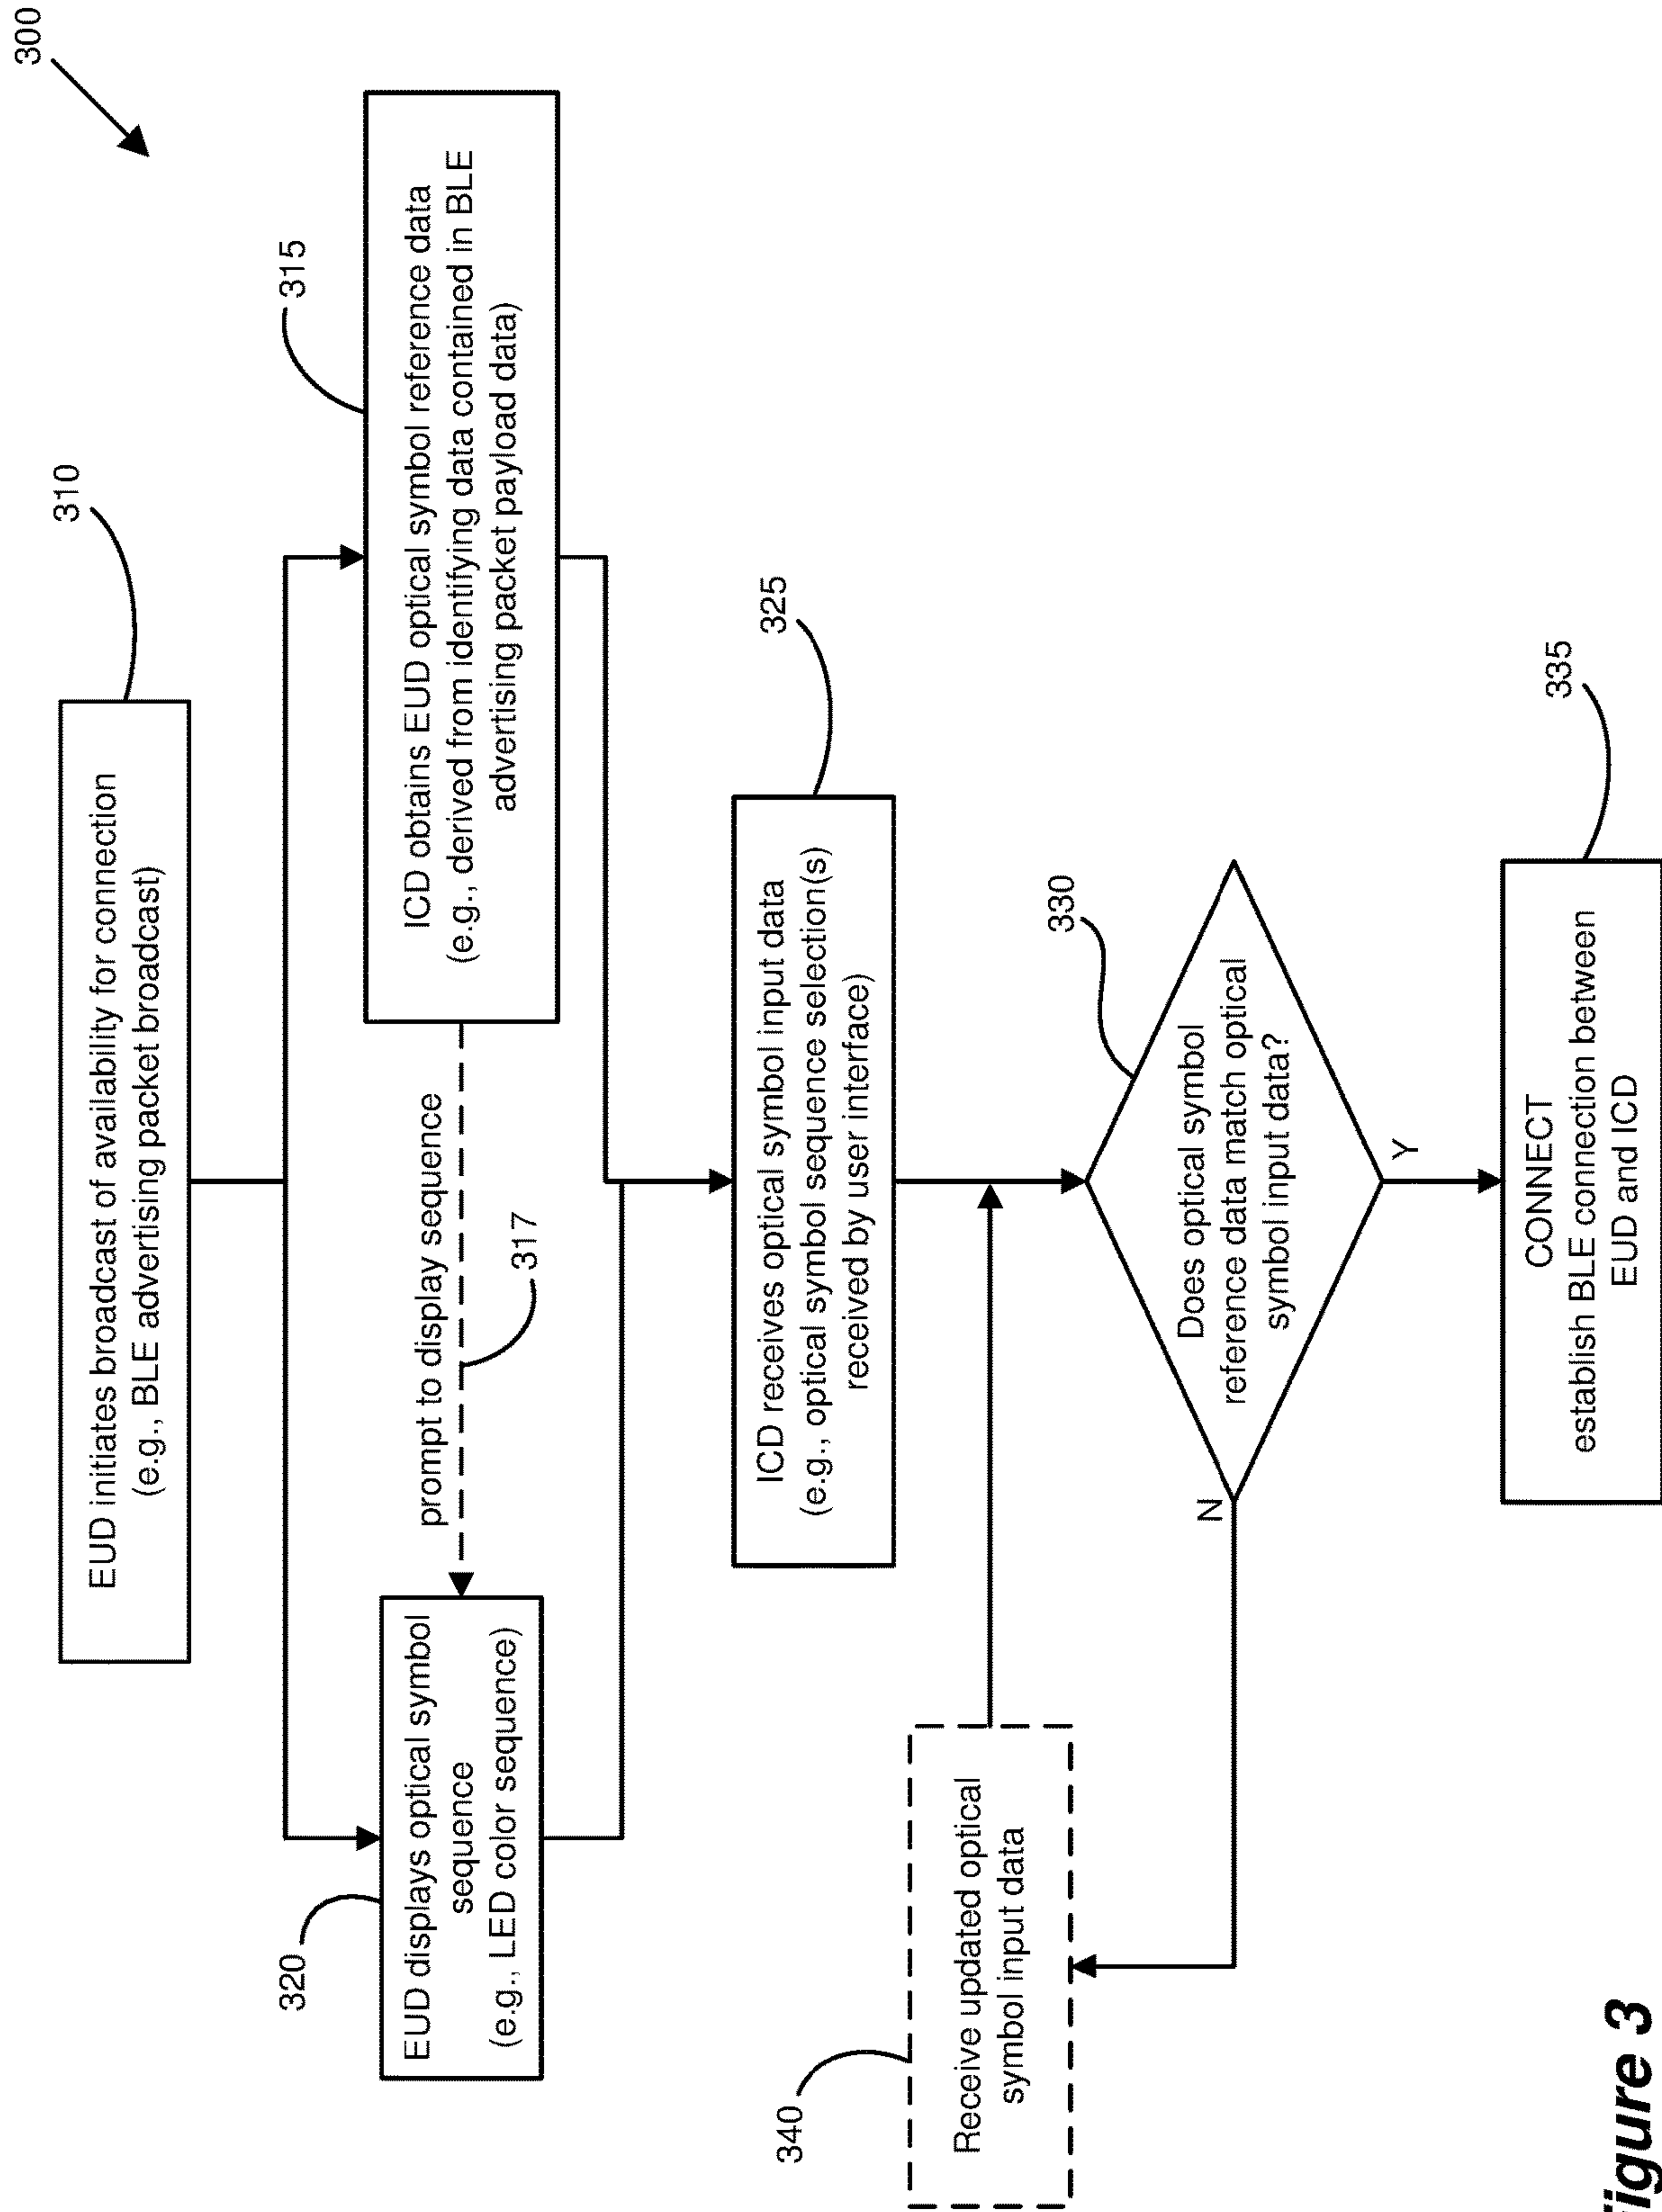 300
310
EUD initiates broadcast of availability for connection
(e.g., BLE advertising packet broadcast)
315
ICD obtains EUD optical symbol reference data
(e.g., derived from identifying data contained in BLE
advertising packet payload data)
prompt to display sequence
317
320
EUD displays optical symbol
sequence
(e.g., LED color sequence)
325
ICD receives optical symbol input data
(e.g., optical symbol sequence selection(s)
received by user interface)
330
Does optical symbol
reference data match optical
symbol input data?
N
Y
340
Receive updated optical
symbol input data
335
CONNECT
establish BLE connection between
EUD and ICD
Figure 3